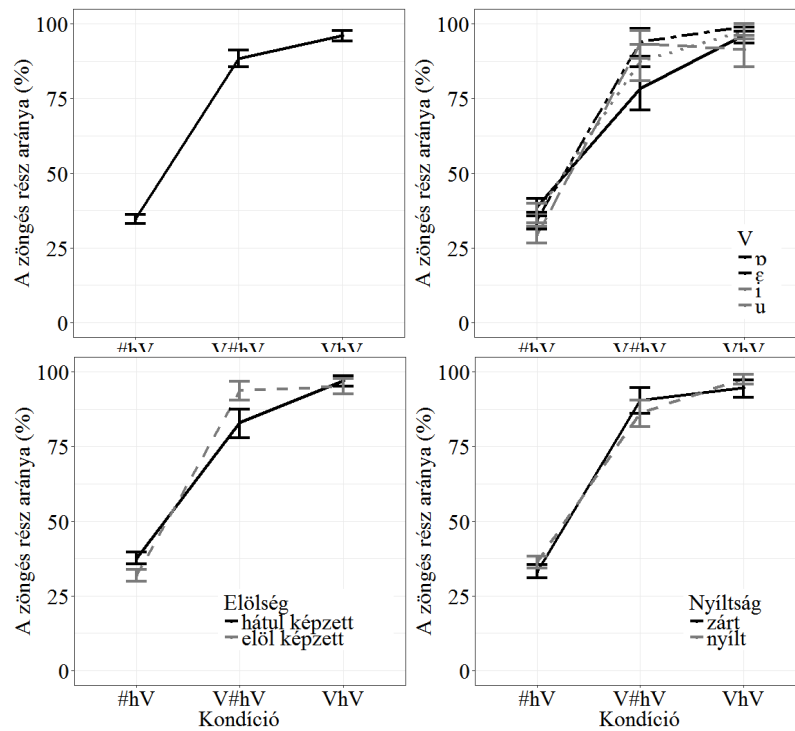 A zöngés rész aránya (%)
100
75
50
25
0
#hV V#hV VhV
A zöngés rész aránya (%)
100
75
50
25
0
V
ɒ
ɛ
i
u
#hV V#hV VhV
A zöngés rész aránya (%)
100
75
50
25
0
Elölség
hátul képzett
elöl képzett
#hV V#hV VhV
Kondíció
A zöngés rész aránya (%)
100
75
50
25
0
Nyíltság
zárt
nyílt
#hV V#hV VhV
Kondíció